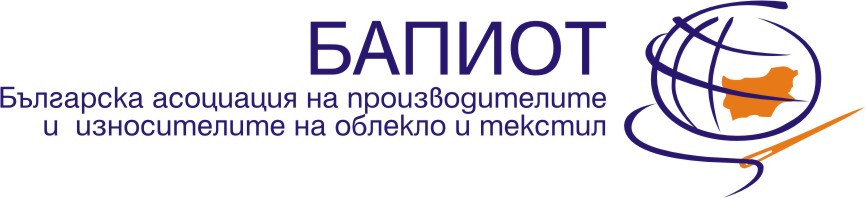 БАПИОТ
Българска асоциация на производителите
и износителите на облекло и текстил